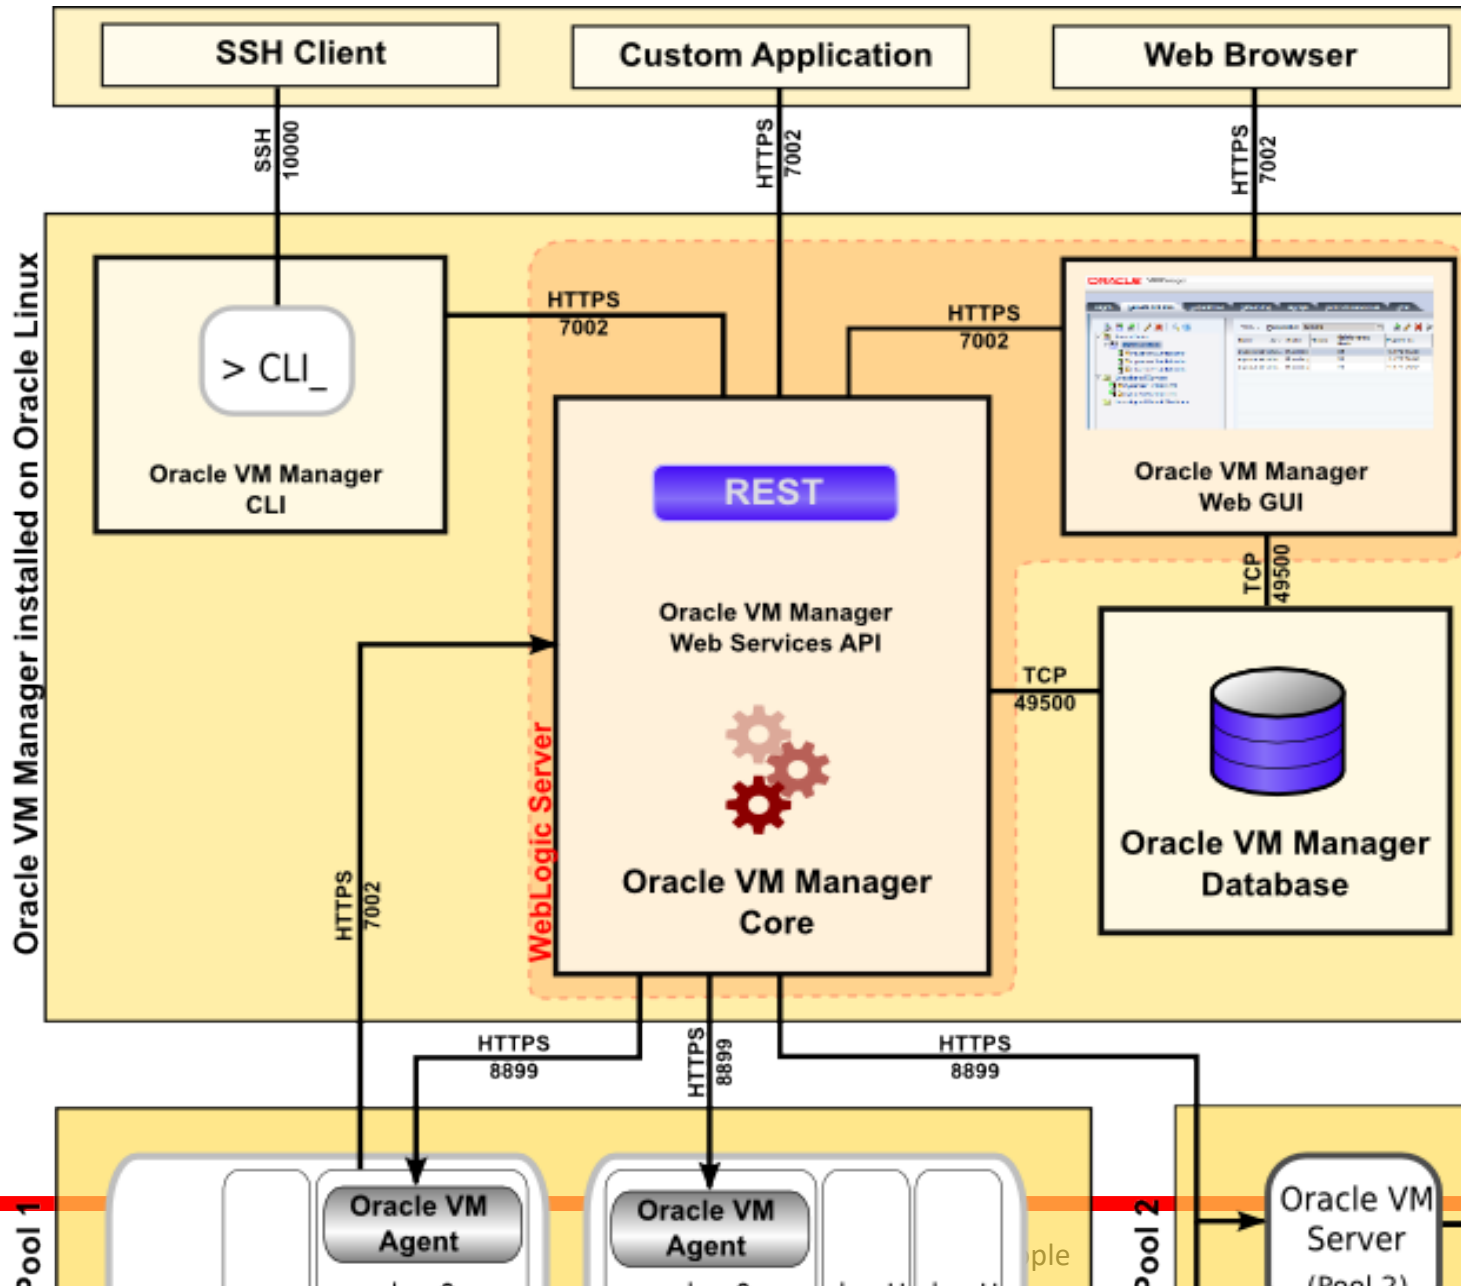 SSH Client
Custom Application
Web Browser
SSH
10000
HTTPS
7002
HTTPS
7002
Oracle VM Manager installed on Oracle Linux
> CLI_
Oracle VM Manager
CLI
HTTPS
7002
HTTPS
7002
ORACLE
Oracle VM Manager
Web GUI
REST
Oracle VM Manager
Web Services API
TCP
49500
TCP
49500
WebLogic Server
Oracle VM Manager
Core
Oracle VM Manager
Database
HTTPS
7002
HTTPS
8899
HTTPS
8899
HTTPS
8899
Pool 1
Oracle VM
Agent
Oracle VM
Agent
Pool 2
Oracle VM
Server
(Pool 2)